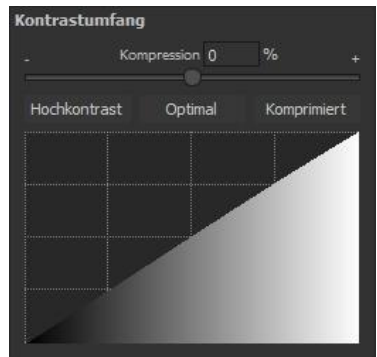 Kontrastumfang
- Kompression 0 % +
Hochkontrast Optimal Komprimiert